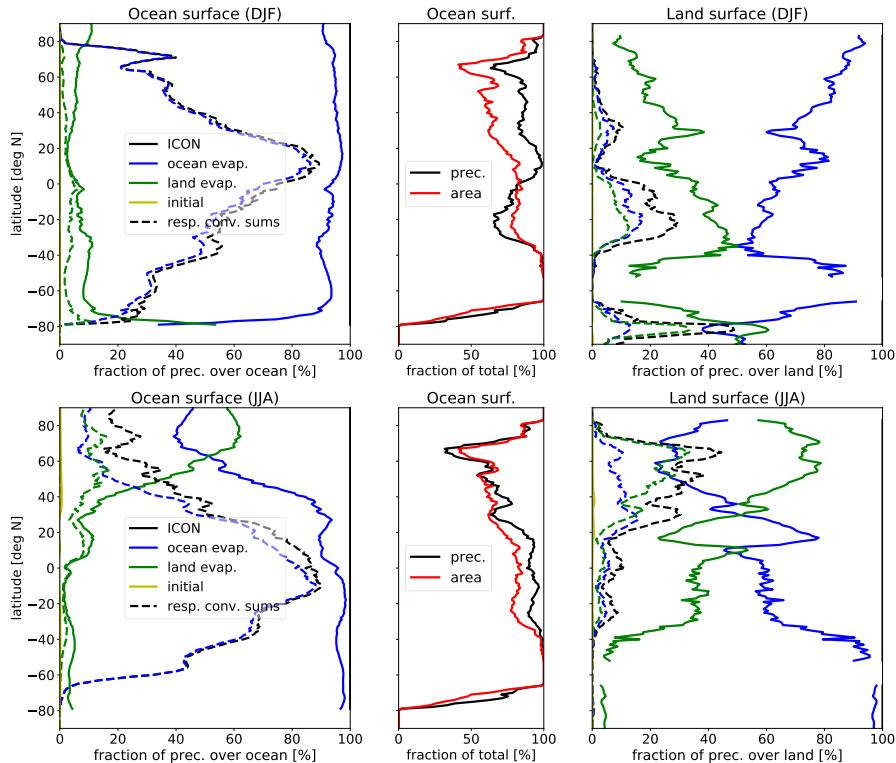 Ocean surface (DJF)
Ocean surf.
Land surface (DJF)
latitude [deg N]
80
60
40
20
0
−20
−40
−60
−80
ICON
ocean evap.
land evap.
initial
resp. conv. sums
prec.
area
0 20 40 60 80 100
0 50 100
0 20 40 60 80 100
fraction of prec. over ocean [%]
fraction of total [%]
fraction of prec. over land [%]
Ocean surface (JJA)
Ocean surf.
Land surface (JJA)
latitude [deg N]
80
60
40
20
0
−20
−40
−60
−80
ICON
ocean evap.
land evap.
initial
resp. conv. sums
prec.
area
0 20 40 60 80 100
0 50 100
0 20 40 60 80 100
fraction of prec. over ocean [%]
fraction of total [%]
fraction of prec. over land [%]